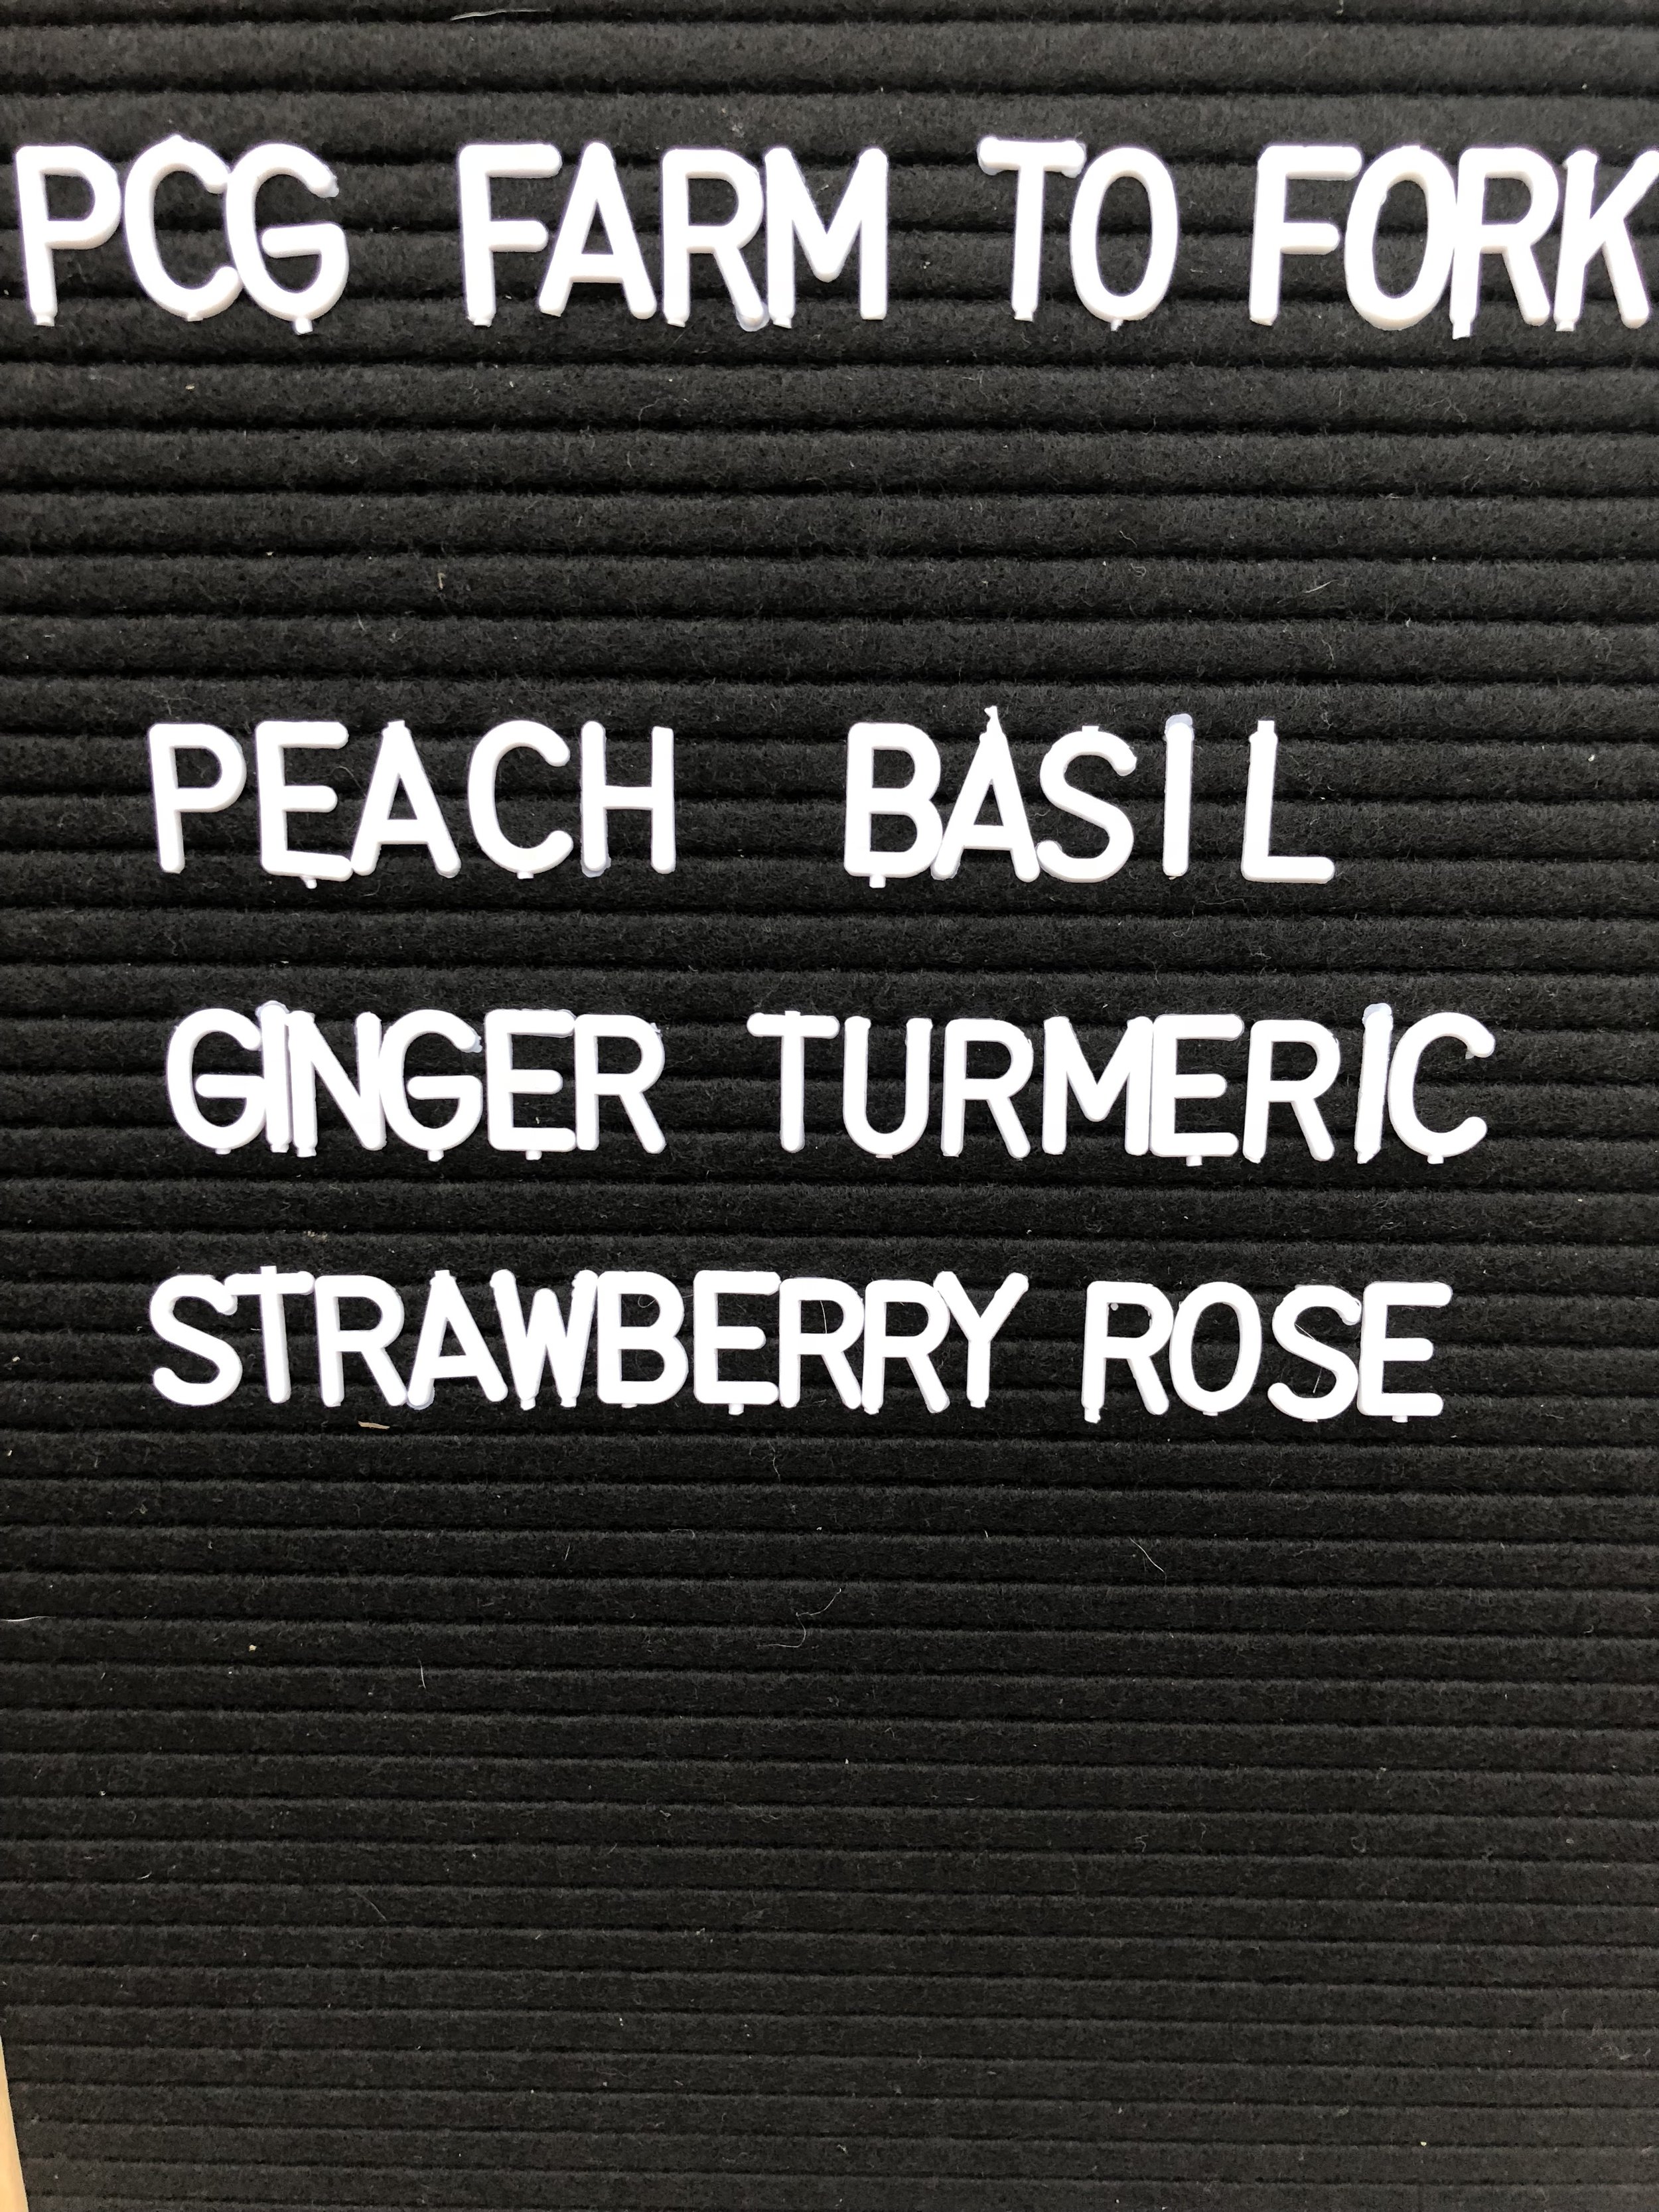 PCG FARM TO FORK
PEACH BASIL
GINGER TURMERIC
STRAWBERRY ROSE